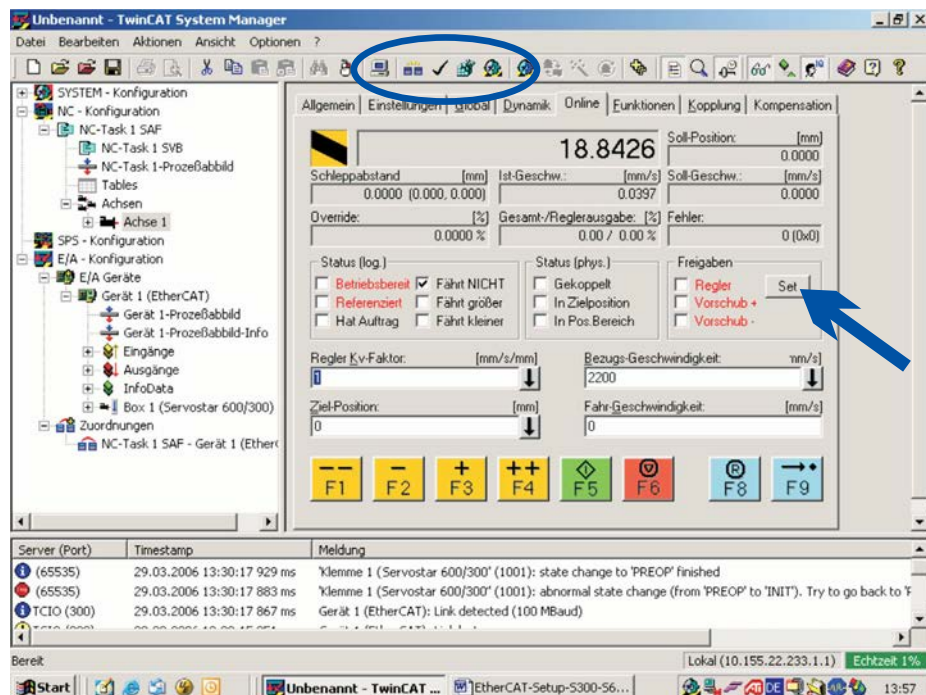 Unbenannt - TwinCAT System Manager
Datei Bearbeiten Aktionen Ansicht Optionen ?
SYSTEM - Konfiguration
NC - Konfiguration
NC-Task 1 SAF
NC-Task 1 SVB
NC-Task 1-Prozeßabbild
Tables
Achsen
Achse 1
SPS - Konfiguration
E/A - Konfiguration
E/A Geräte
Gerät 1 (EtherCAT)
Gerät 1-Prozeßabbild
Gerät 1-Prozeßabbild-Info
Eingänge
Ausgänge
InfoData
Box 1 (Servostar 600/300)
Zuordnungen
NC-Task 1 SAF - Gerät 1 (Ether
Allgemein Einstellungen Global Dynamik Online Funktionen Kopplung Kompensation
18.8426
Soll-Position: [mm]
0.0000
Schleppabstand [mm] Ist-Geschw.: [mm/s] Soll-Geschw.: [mm/s]
0.0000 (0.000, 0.000) 0.0397 0.0000
Override: [%] Gesamt-/Reglerausgabe: [%] Fehler:
0.0000 % 0.00 / 0.00 % 0 (0x0)
Status (log.) Status (phys.) Freigaben
Betriebsbereit Fährt NICHT Gekoppelt Regler Set
Referenziert Fährt größer In Zielposition Vorschub +
Hat Auftrag Fährt kleiner In Pos.Bereich Vorschub -
Regler Kv-Faktor: [mm/s/mm] Bezugs-Geschwindigkeit: mm/s]
1 2200
Ziel-Position: [mm] Fahr-Geschwindigkeit: [mm/s]
0 0
-- - + ++ R
F1 F2 F3 F4 F5 F6 F8 F9
Server (Port) Timestamp Meldung
(65535) 29.03.2006 13:30:17 929 ms 'Klemme 1 (Servostar 600/300)' (1001): state change to 'PREOP' finished
(65535) 29.03.2006 13:30:17 883 ms 'Klemme 1 (Servostar 600/300)' (1001): abnormal state change (from 'PREOP' to 'INIT'). Try to go back to 'P
TCIO (300) 29.03.2006 13:30:17 867 ms Gerät 1 (EtherCAT): Link detected (100 MBaud)
Bereit Lokal (10.155.22.233.1.1) Echtzeit 1%
Start Unbenannt - TwinCAT ... EtherCAT-Setup-S300-S6... DE 13:57